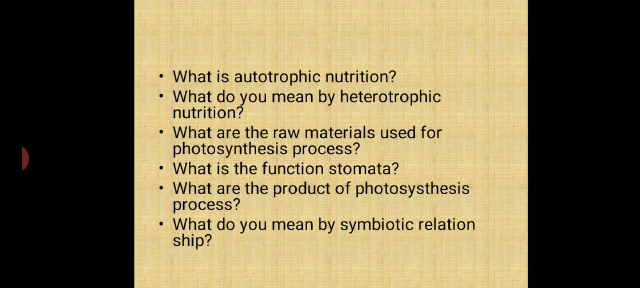 • What is autotrophic nutrition?
• What do you mean by heterotrophic
nutrition?
• What are the raw materials used for
photosynthesis process?
• What is the function stomata?
• What are the product of photosysthesis
process?
• What do you mean by symbiotic relation
ship?